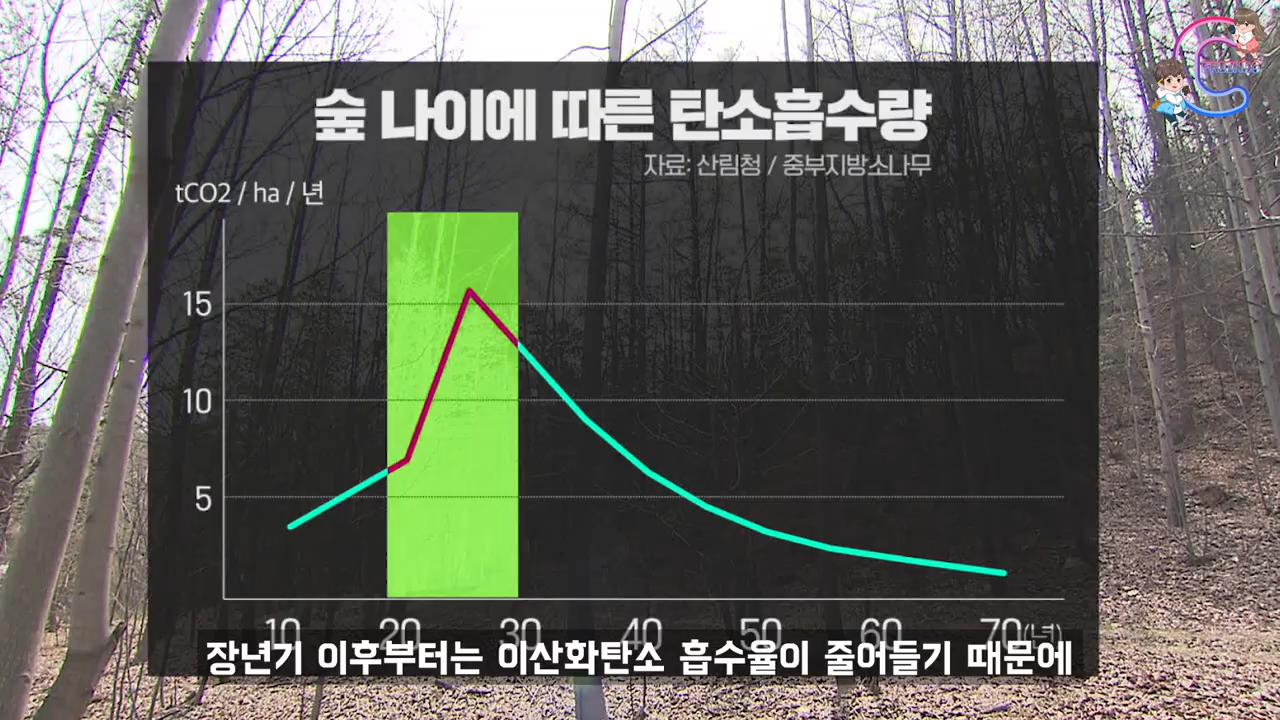 숲 나이에 따른 탄소흡수량
자료: 산림청 / 중부지방소나무
tCO2 / ha / 년
15
10
5
10 20 30 40 50 60 70(년)
장년기 이후부터는 이산화탄소 흡수율이 줄어들기 때문에